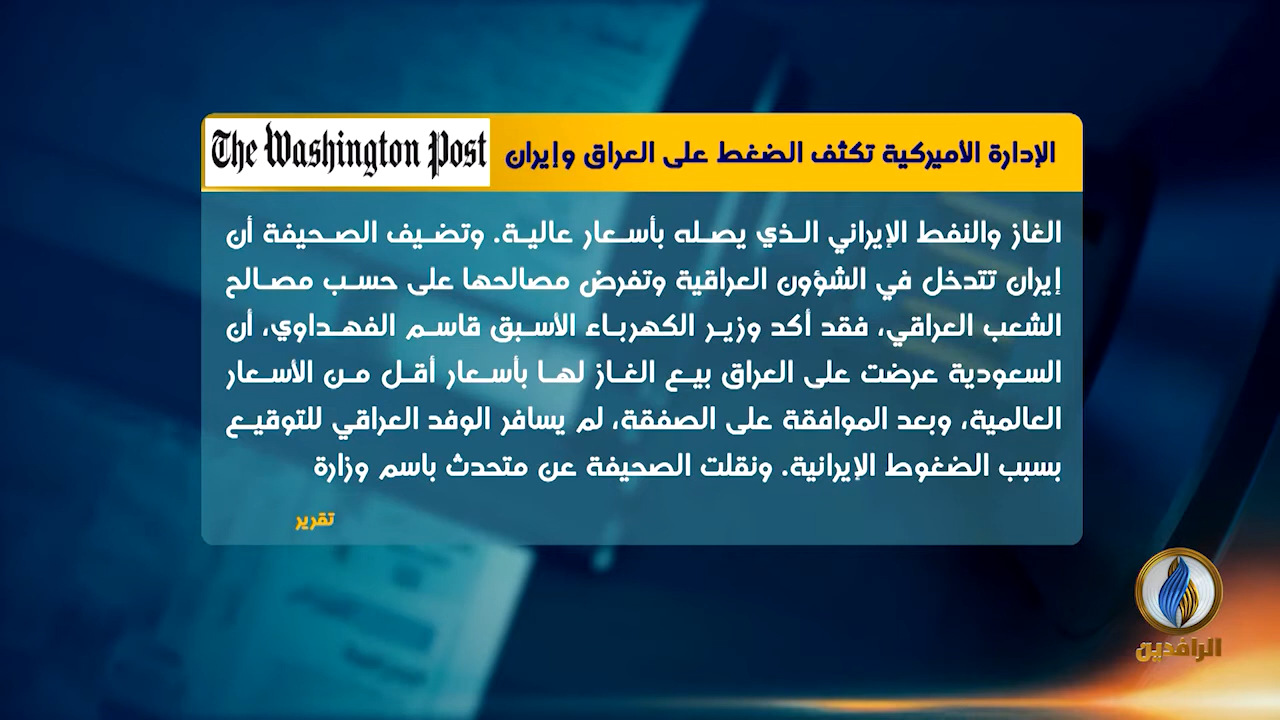 The Washington Post
الإدارة الأميركية تكثف الضغط على العراق وإيران
الغاز والنفط الإيراني الذي يصله بأسعار عالية. وتضيف الصحيفة أن
إيران تتدخل في الشؤون العراقية وتفرض مصالحها على حسب مصالح
الشعب العراقي، فقد أكد وزير الكهرباء الأسبق قاسم الفهداوي، أن
السعودية عرضت على العراق بيع الغاز لها بأسعار أقل من الأسعار
العالمية، وبعد الموافقة على الصفقة، لم يسافر الوفد العراقي للتوقيع
بسبب الضغوط الإيرانية. ونقلت الصحيفة عن متحدث باسم وزارة
تقرير
الرافدين